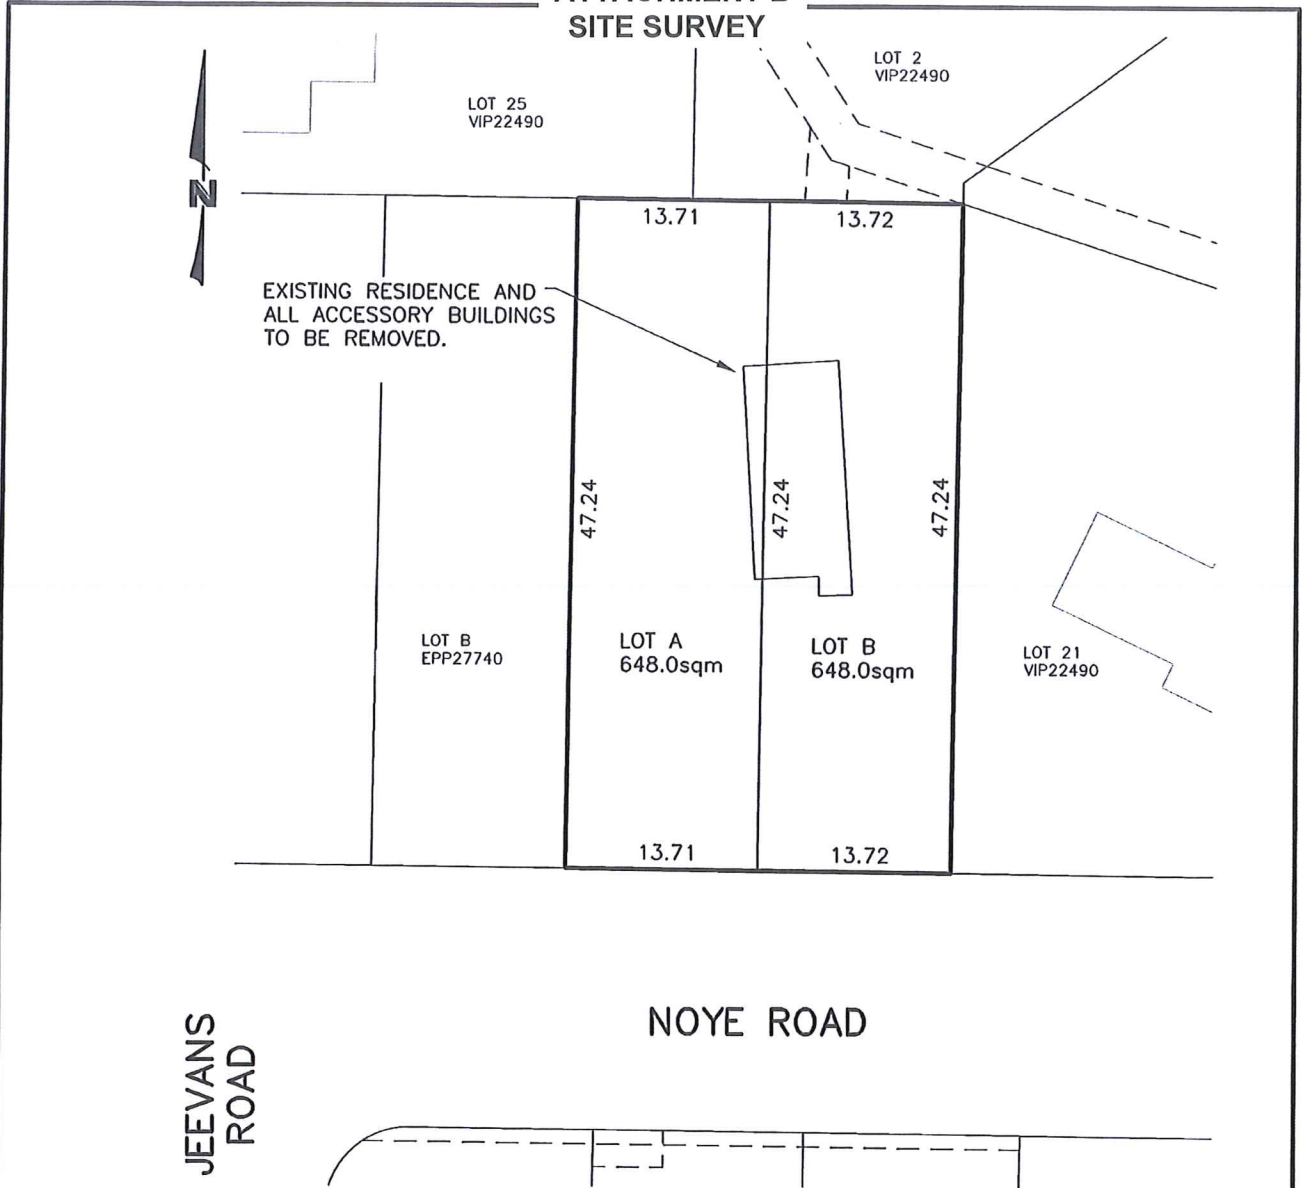 SITE SURVEY
LOT 2
VIP22490
LOT 25
VIP22490
N
13.71
13.72
EXISTING RESIDENCE AND
ALL ACCESSORY BUILDINGS
TO BE REMOVED.
47.24
47.24
47.24
LOT B
EPP27740
LOT A
648.0sqm
LOT B
648.0sqm
LOT 21
VIP22490
13.71
13.72
NOYE ROAD
JEEVANS
ROAD